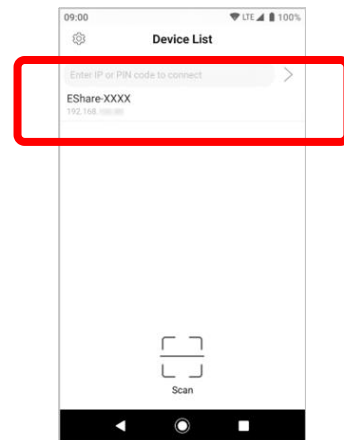 09:00 LTE 100%
Device List
Enter IP or PIN code to connect
EShare-XXXX
192.168.
Scan